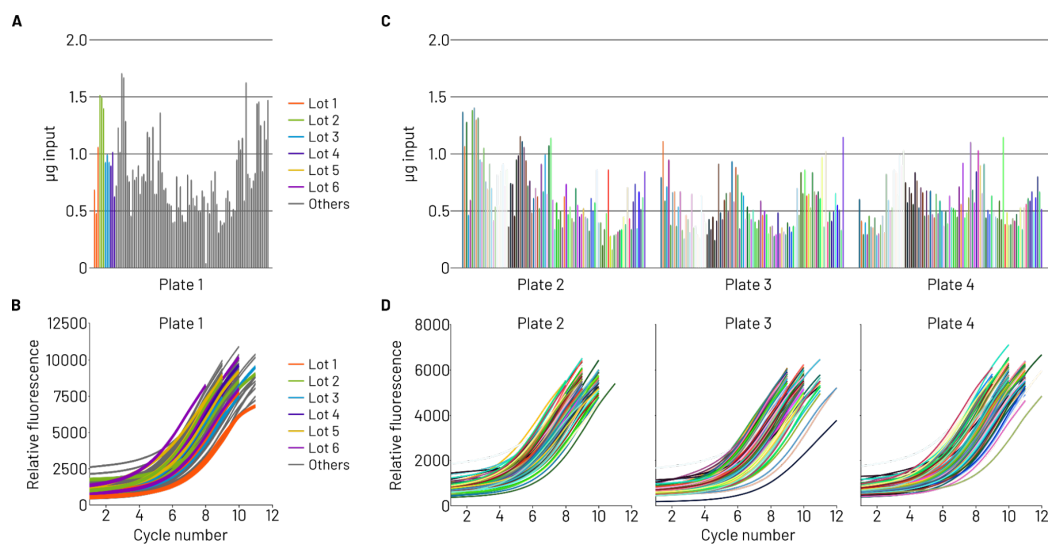 A
2.0
1.5
1.0
0.5
0
µg input
Plate 1
Lot 1
Lot 2
Lot 3
Lot 4
Lot 5
Lot 6
Others
C
2.0
1.5
1.0
0.5
0
µg input
Plate 2
Plate 3
Plate 4
B
Plate 1
12500
10000
7500
5000
2500
0
Relative fluorescence
2 4 6 8 10 12
Cycle number
Lot 1
Lot 2
Lot 3
Lot 4
Lot 5
Lot 6
Others
D
Plate 2
Plate 3
Plate 4
8000
6000
4000
2000
0
Relative fluorescence
2 4 6 8 10 12
2 4 6 8 10 12
2 4 6 8 10 12
Cycle number